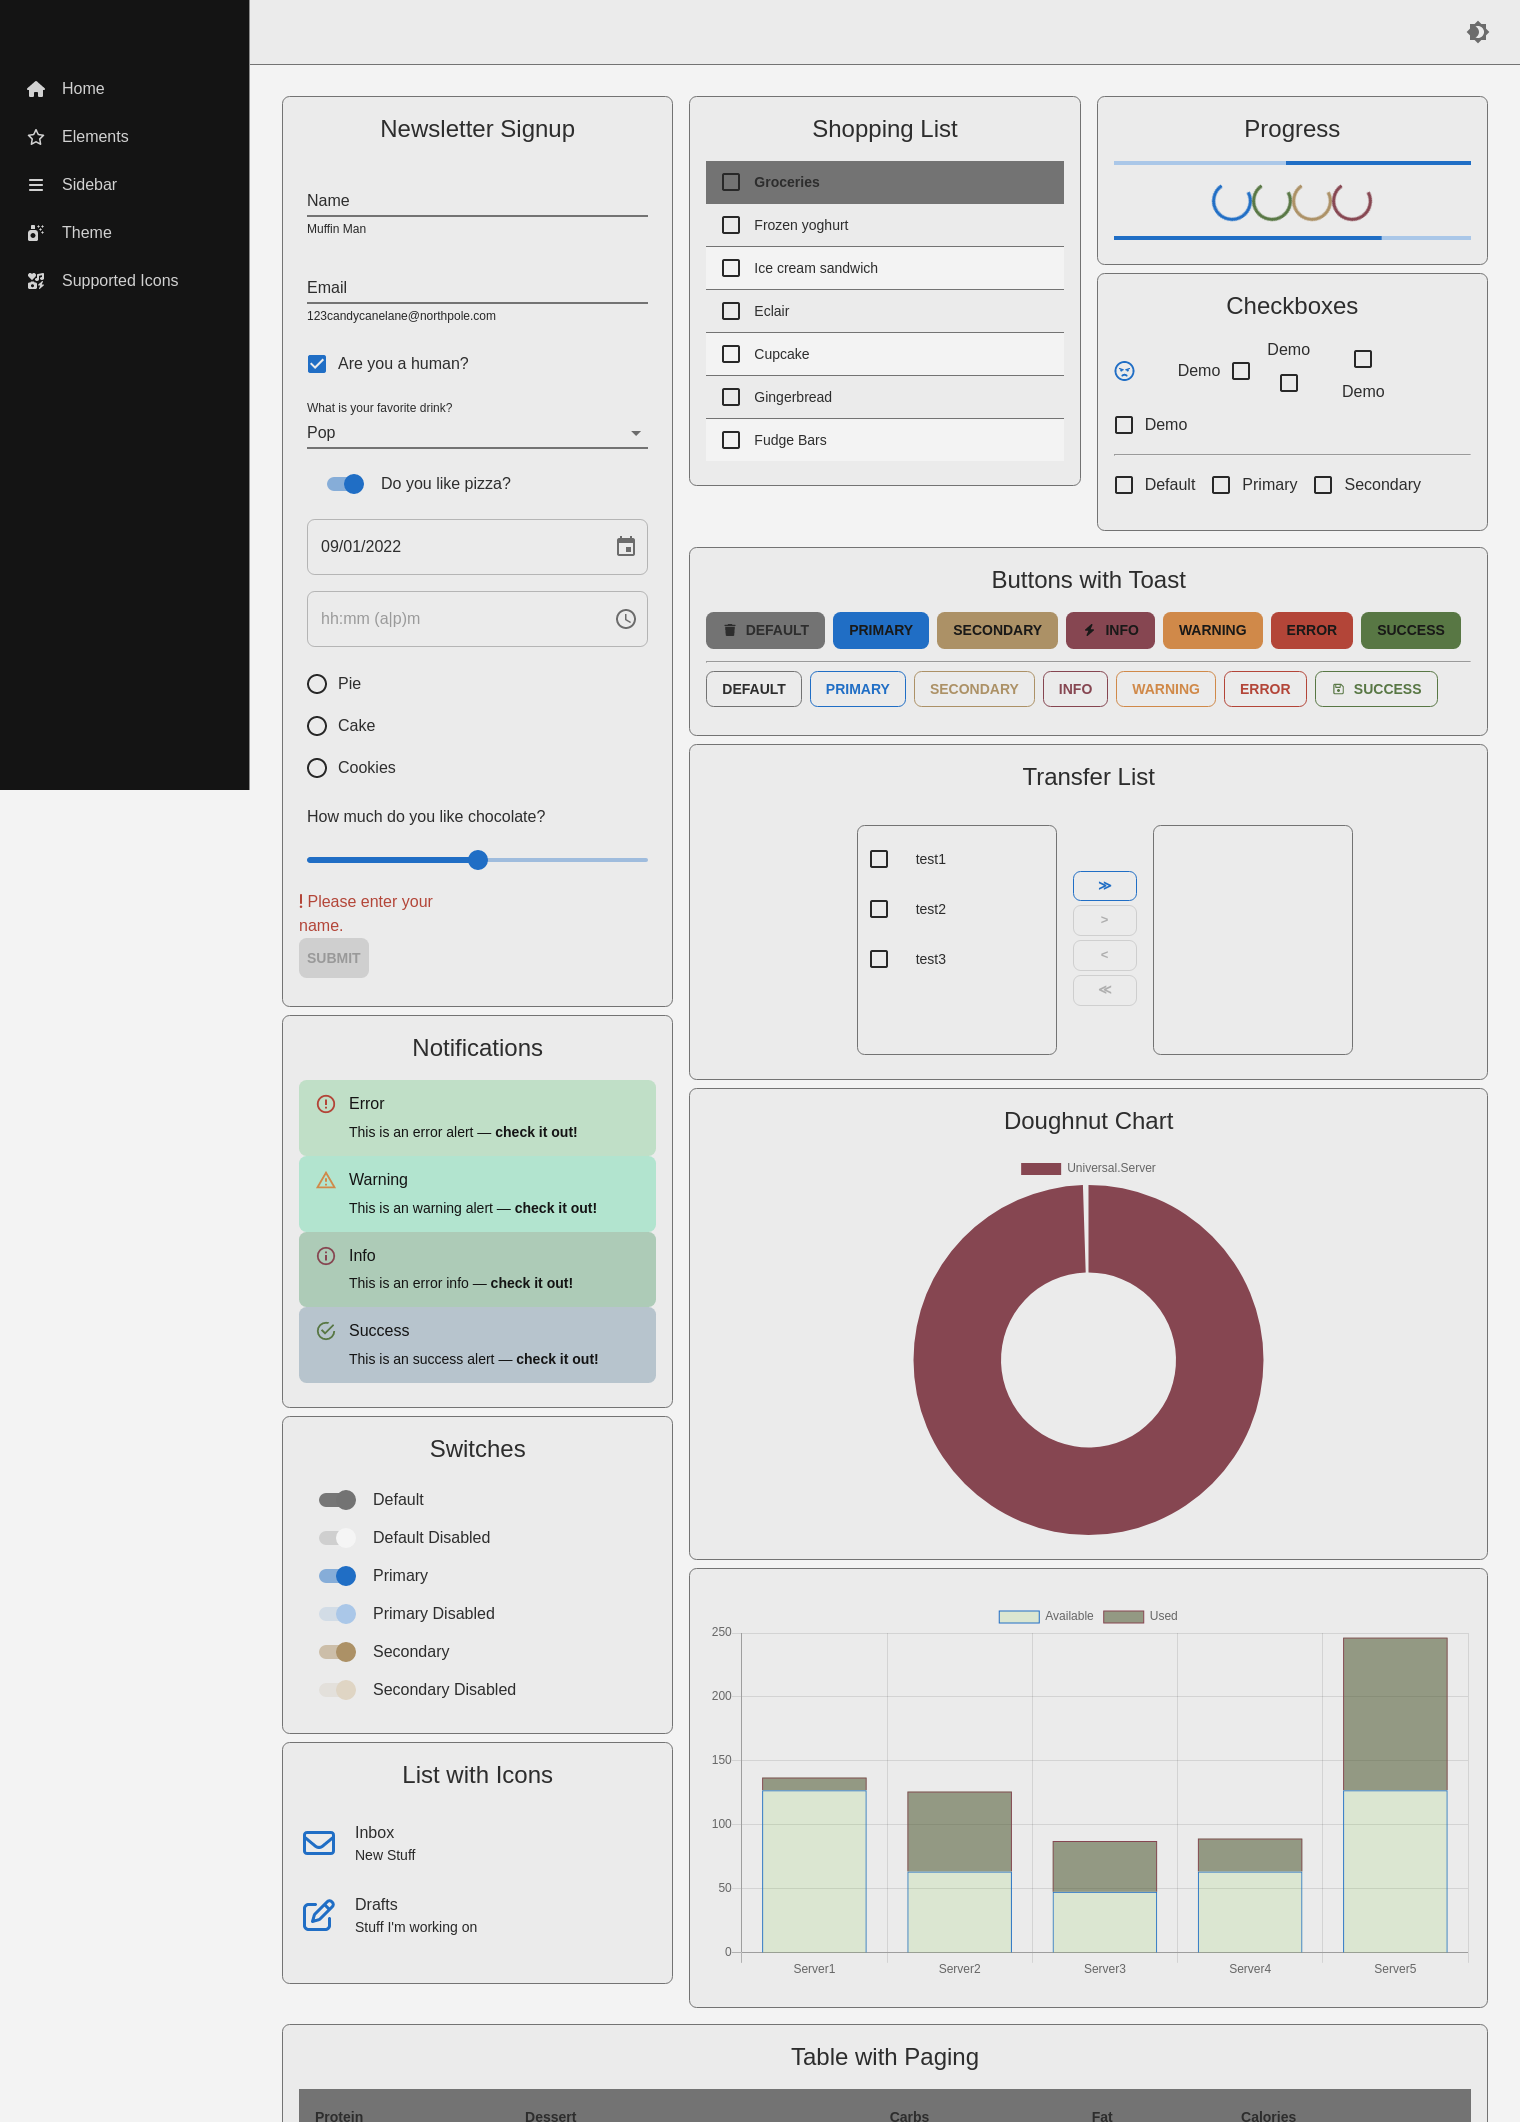 Home
Elements
Sidebar
Theme
Supported Icons
Newsletter Signup
Name
Muffin Man
Email
123candycanelane@northpole.com
Are you a human?
What is your favorite drink?
Pop
Do you like pizza?
09/01/2022
hh:mm (a|p)m
Pie
Cake
Cookies
How much do you like chocolate?
! Please enter your
name.
SUBMIT
Notifications
Error
This is an error alert — check it out!
Warning
This is an warning alert — check it out!
Info
This is an error info — check it out!
Success
This is an success alert — check it out!
Switches
Default
Default Disabled
Primary
Primary Disabled
Secondary
Secondary Disabled
List with Icons
Inbox
New Stuff
Drafts
Stuff I'm working on
Shopping List
Groceries
Frozen yoghurt
Ice cream sandwich
Eclair
Cupcake
Gingerbread
Fudge Bars
Progress
Checkboxes
Demo
Demo
Demo
Demo
Default Primary Secondary
Buttons with Toast
DEFAULT PRIMARY SECONDARY INFO WARNING ERROR SUCCESS
DEFAULT PRIMARY SECONDARY INFO WARNING ERROR SUCCESS
Transfer List
test1
test2
test3
≫
>
<
≪
Doughnut Chart
Universal.Server
Available Used
250
200
150
100
50
0
Server1 Server2 Server3 Server4 Server5
Table with Paging
Protein Dessert Carbs Fat Calories